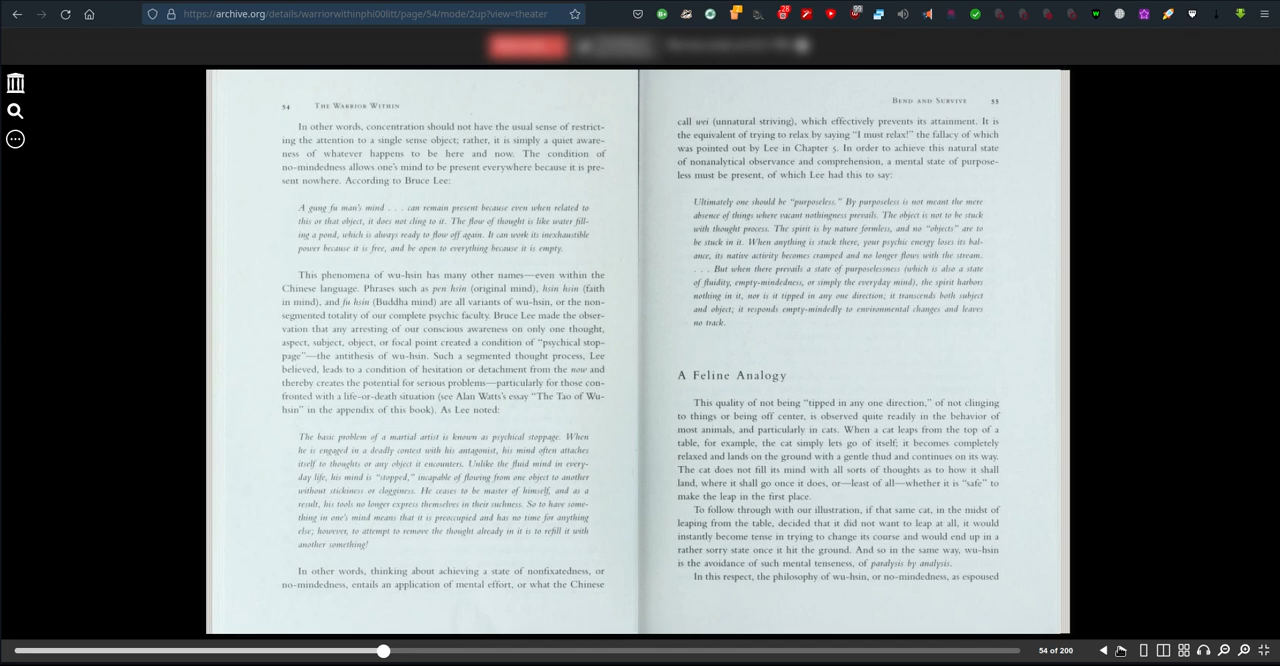 https://archive.org/details/warriorwithinphi00litt/page/54/mode/2up?view=theater
28
99
54 THE WARRIOR WITHIN
In other words, concentration should not have the usual sense of restrict-
ing the attention to a single sense object; rather, it is simply a quiet aware-
ness of whatever happens to be here and now. The condition of
no-mindedness allows one's mind to be present everywhere because it is pre-
sent nowhere. According to Bruce Lee:
A gung fu man's mind . . . can remain present because even when related to
this or that object, it does not cling to it. The flow of thought is like water fill-
ing a pond, which is always ready to flow off again. It can work its inexhaustible
power because it is free, and be open to everything because it is empty.
This phenomena of wu-hsin has many other names—even within the
Chinese language. Phrases such as pen hsin (original mind), hsin hsin (faith
in mind), and fu hsin (Buddha mind) are all variants of wu-hsin, or the non-
segmented totality of our complete psychic faculty. Bruce Lee made the obser-
vation that any arresting of our conscious awareness on only one thought,
aspect, subject, object, or focal point created a condition of "psychical stop-
page"—the antithesis of wu-hsin. Such a segmented thought process, Lee
believed, leads to a condition of hesitation or detachment from the now and
thereby creates the potential for serious problems—particularly for those con-
fronted with a life-or-death situation (see Alan Watts's essay "The Tao of Wu-
hsin" in the appendix of this book). As Lee noted:
The basic problem of a martial artist is known as psychical stoppage. When
he is engaged in a deadly contest with his antagonist, his mind often attaches
itself to thoughts or any object it encounters. Unlike the fluid mind in every-
day life, his mind is "stopped," incapable of flowing from one object to another
without stickiness or clogginess. He ceases to be master of himself, and as a
result, his tools no longer express themselves in their suchness. So to have some-
thing in one's mind means that it is preoccupied and has no time for anything
else; however, to attempt to remove the thought already in it is to refill it with
another something!
In other words, thinking about achieving a state of nonfixatedness, or
no-mindedness, entails an application of mental effort, or what the Chinese
BEND AND SURVIVE 55
call wei (unnatural striving), which effectively prevents its attainment. It is
the equivalent of trying to relax by saying "I must relax!" the fallacy of which
was pointed out by Lee in Chapter 5. In order to achieve this natural state
of nonanalytical observance and comprehension, a mental state of purpose-
less must be present, of which Lee had this to say:
Ultimately one should be "purposeless." By purposeless is not meant the mere
absence of things where vacant nothingness prevails. The object is not to be stuck
with thought process. The spirit is by nature formless, and no "objects" are to
be stuck in it. When anything is stuck there, your psychic energy loses its bal-
ance, its native activity becomes cramped and no longer flows with the stream.
. . . But when there prevails a state of purposelessness (which is also a state
of fluidity, empty-mindedness, or simply the everyday mind), the spirit harbors
nothing in it, nor is it tipped in any one direction; it transcends both subject
and object; it responds empty-mindedly to environmental changes and leaves
no track.
A Feline Analogy
This quality of not being "tipped in any one direction," of not clinging
to things or being off center, is observed quite readily in the behavior of
most animals, and particularly in cats. When a cat leaps from the top of a
table, for example, the cat simply lets go of itself; it becomes completely
relaxed and lands on the ground with a gentle thud and continues on its way.
The cat does not fill its mind with all sorts of thoughts as to how it shall
land, where it shall go once it does, or—least of all—whether it is "safe" to
make the leap in the first place.
To follow through with our illustration, if that same cat, in the midst of
leaping from the table, decided that it did not want to leap at all, it would
instantly become tense in trying to change its course and would end up in a
rather sorry state once it hit the ground. And so in the same way, wu-hsin
is the avoidance of such mental tenseness, of paralysis by analysis.
In this respect, the philosophy of wu-hsin, or no-mindedness, as espoused
54 of 200